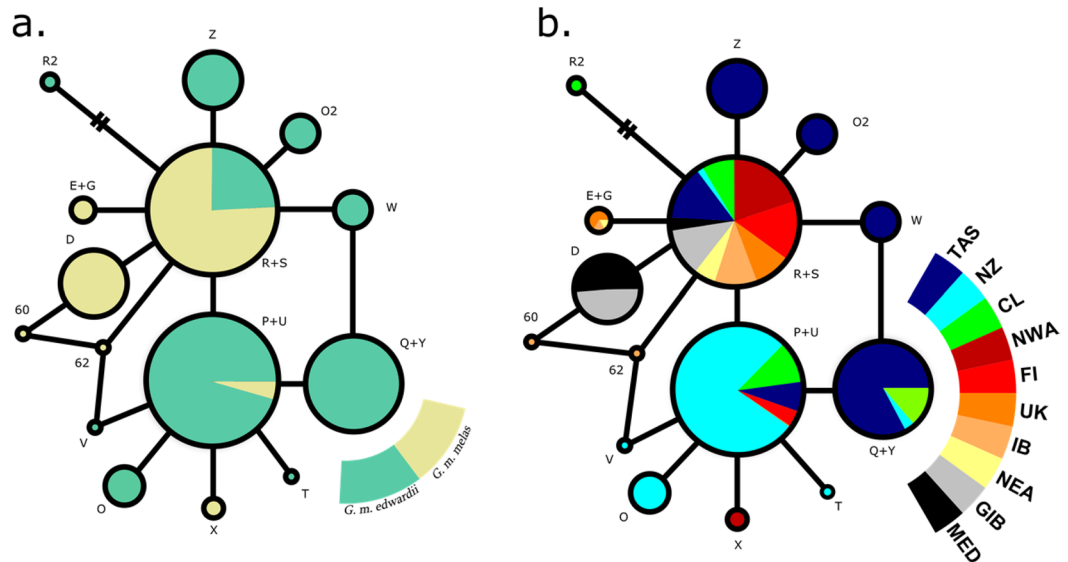 a.
Z
R2
O2
E+G
W
D
R+S
60
P+U
62
Q+Y
V
O
T
X
G. m. edwardii
G. m. melas
b.
Z
R2
O2
E+G
W
D
R+S
60
P+U
62
Q+Y
V
O
T
X
TAS
NZ
CL
NWA
FI
UK
IB
NEA
GIB
MED